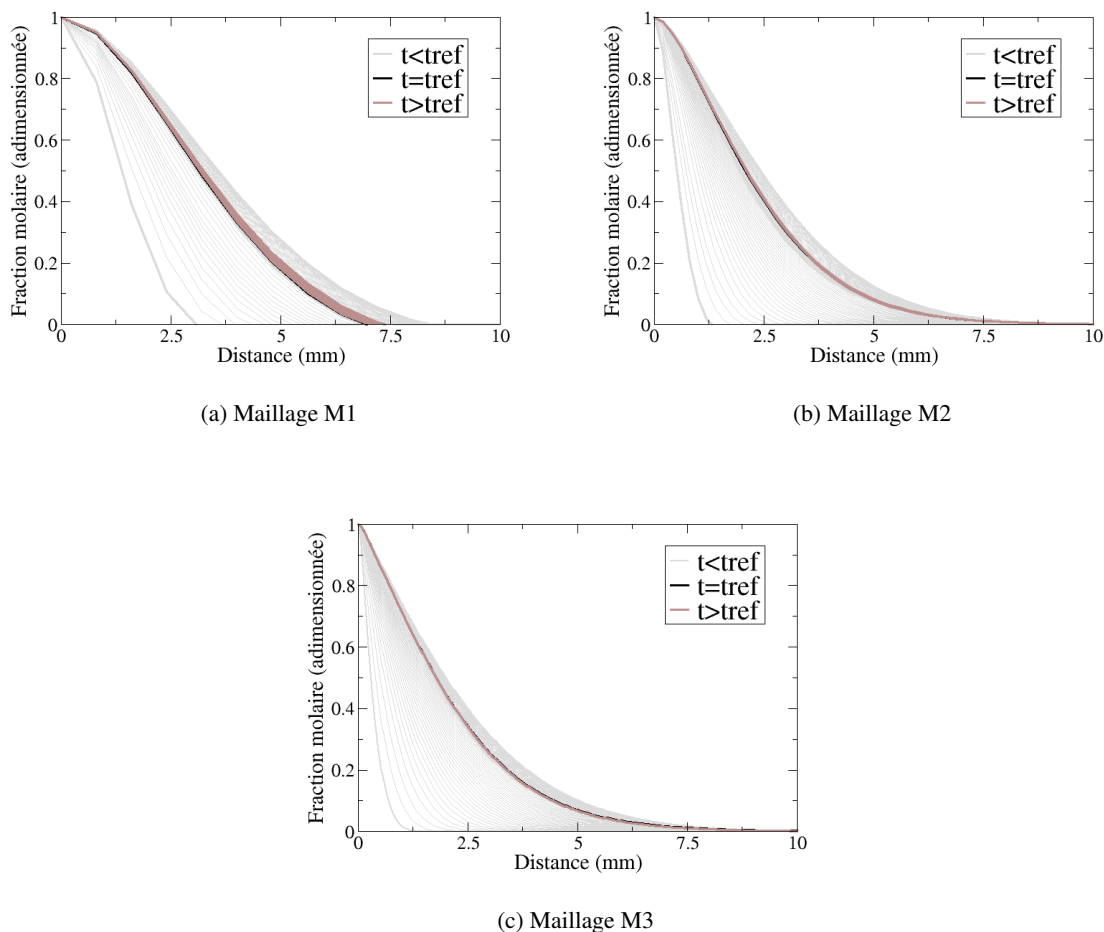 1
0.8
0.6
0.4
0.2
0
Fraction molaire (adimensionnée)
t<tref
t=tref
t>tref
0 2.5 5 7.5 10
Distance (mm)
(a) Maillage M1
1
0.8
0.6
0.4
0.2
0
Fraction molaire (adimensionnée)
t<tref
t=tref
t>tref
0 2.5 5 7.5 10
Distance (mm)
(b) Maillage M2
1
0.8
0.6
0.4
0.2
0
Fraction molaire (adimensionnée)
t<tref
t=tref
t>tref
0 2.5 5 7.5 10
Distance (mm)
(c) Maillage M3